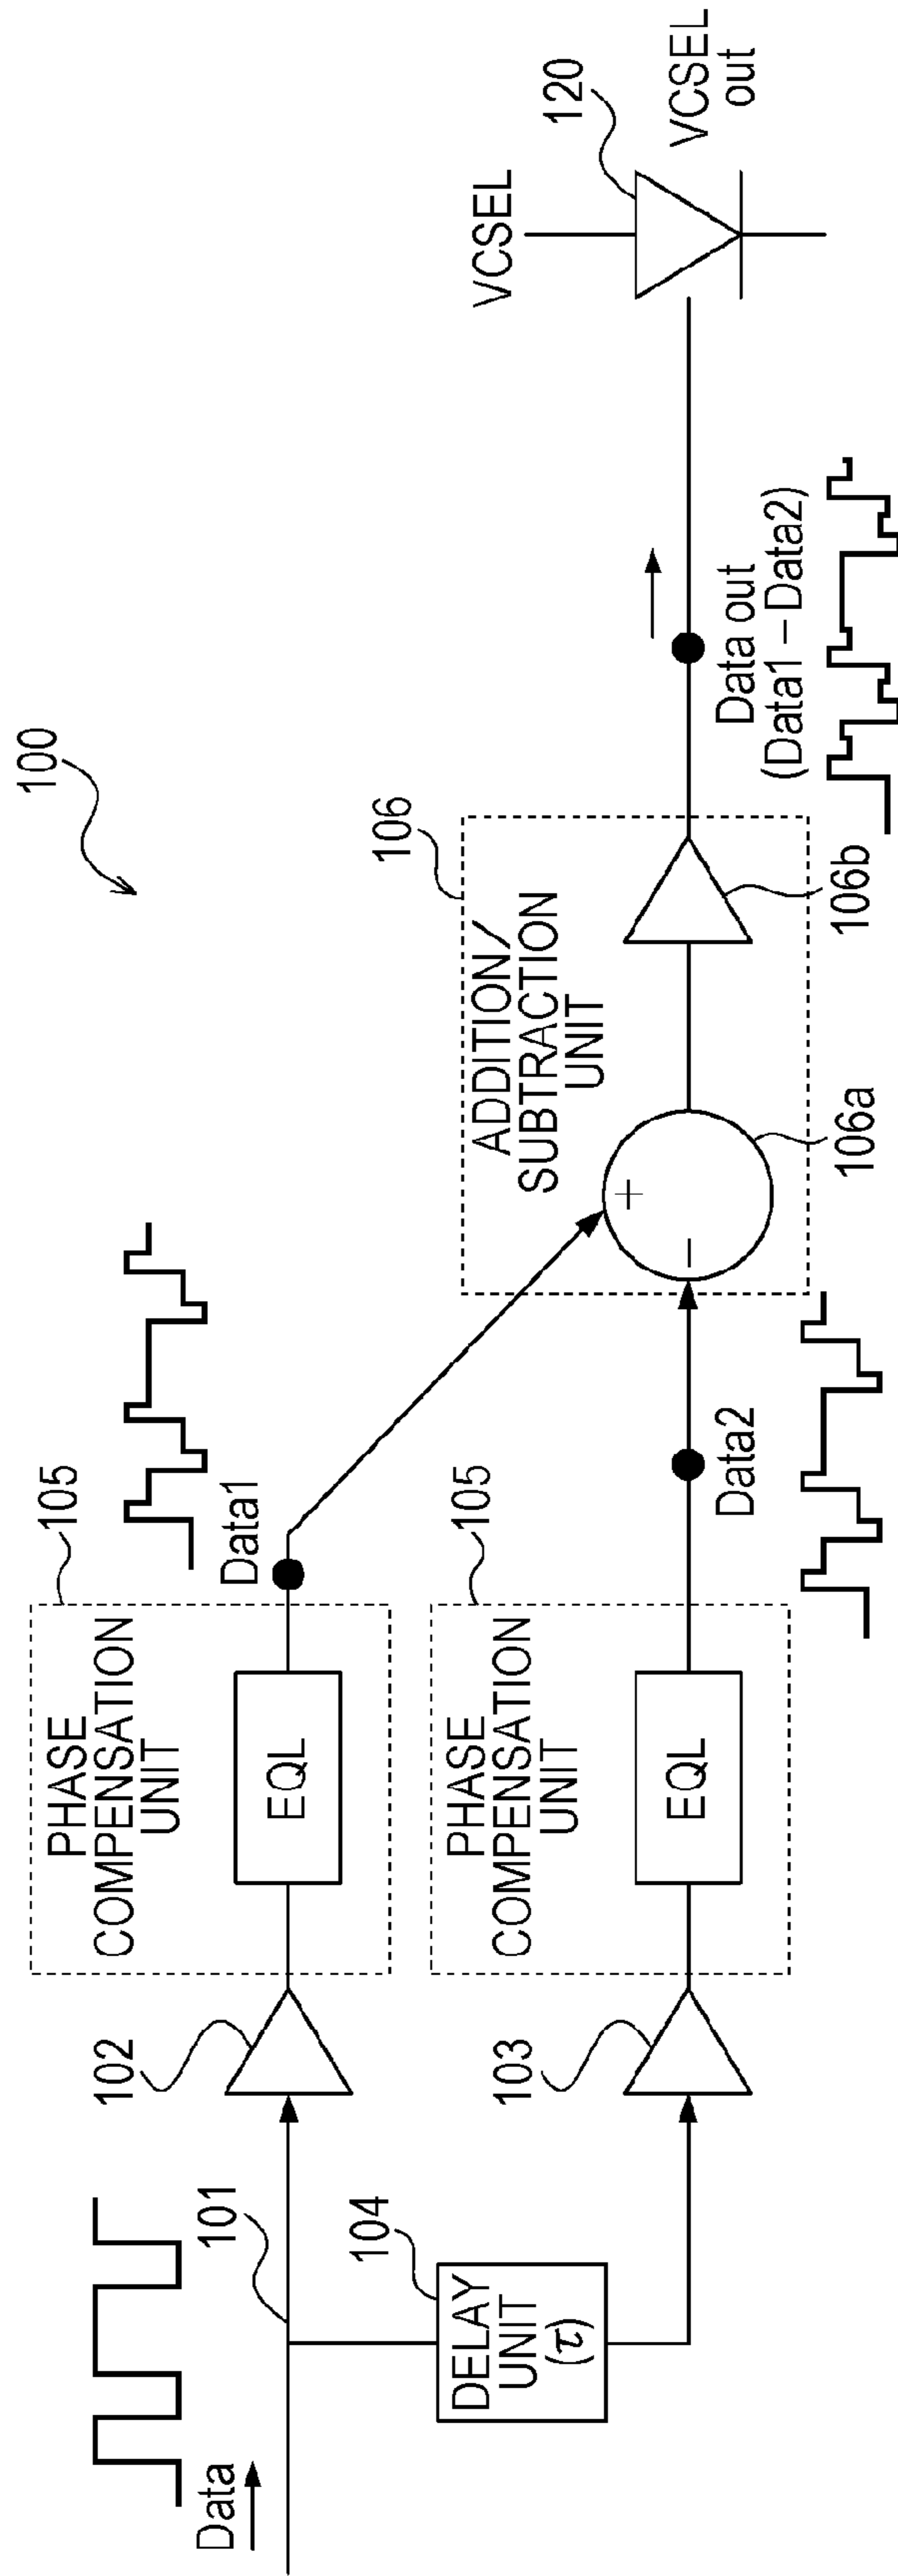 100
Data
101
102
PHASE
COMPENSATION
UNIT
EQL
105
Data1
104
DELAY
UNIT
(τ)
103
PHASE
COMPENSATION
UNIT
EQL
105
Data2
ADDITION/
SUBTRACTION
UNIT
106
+
−
106a
106b
Data out
(Data1 − Data2)
VCSEL
120
VCSEL
out